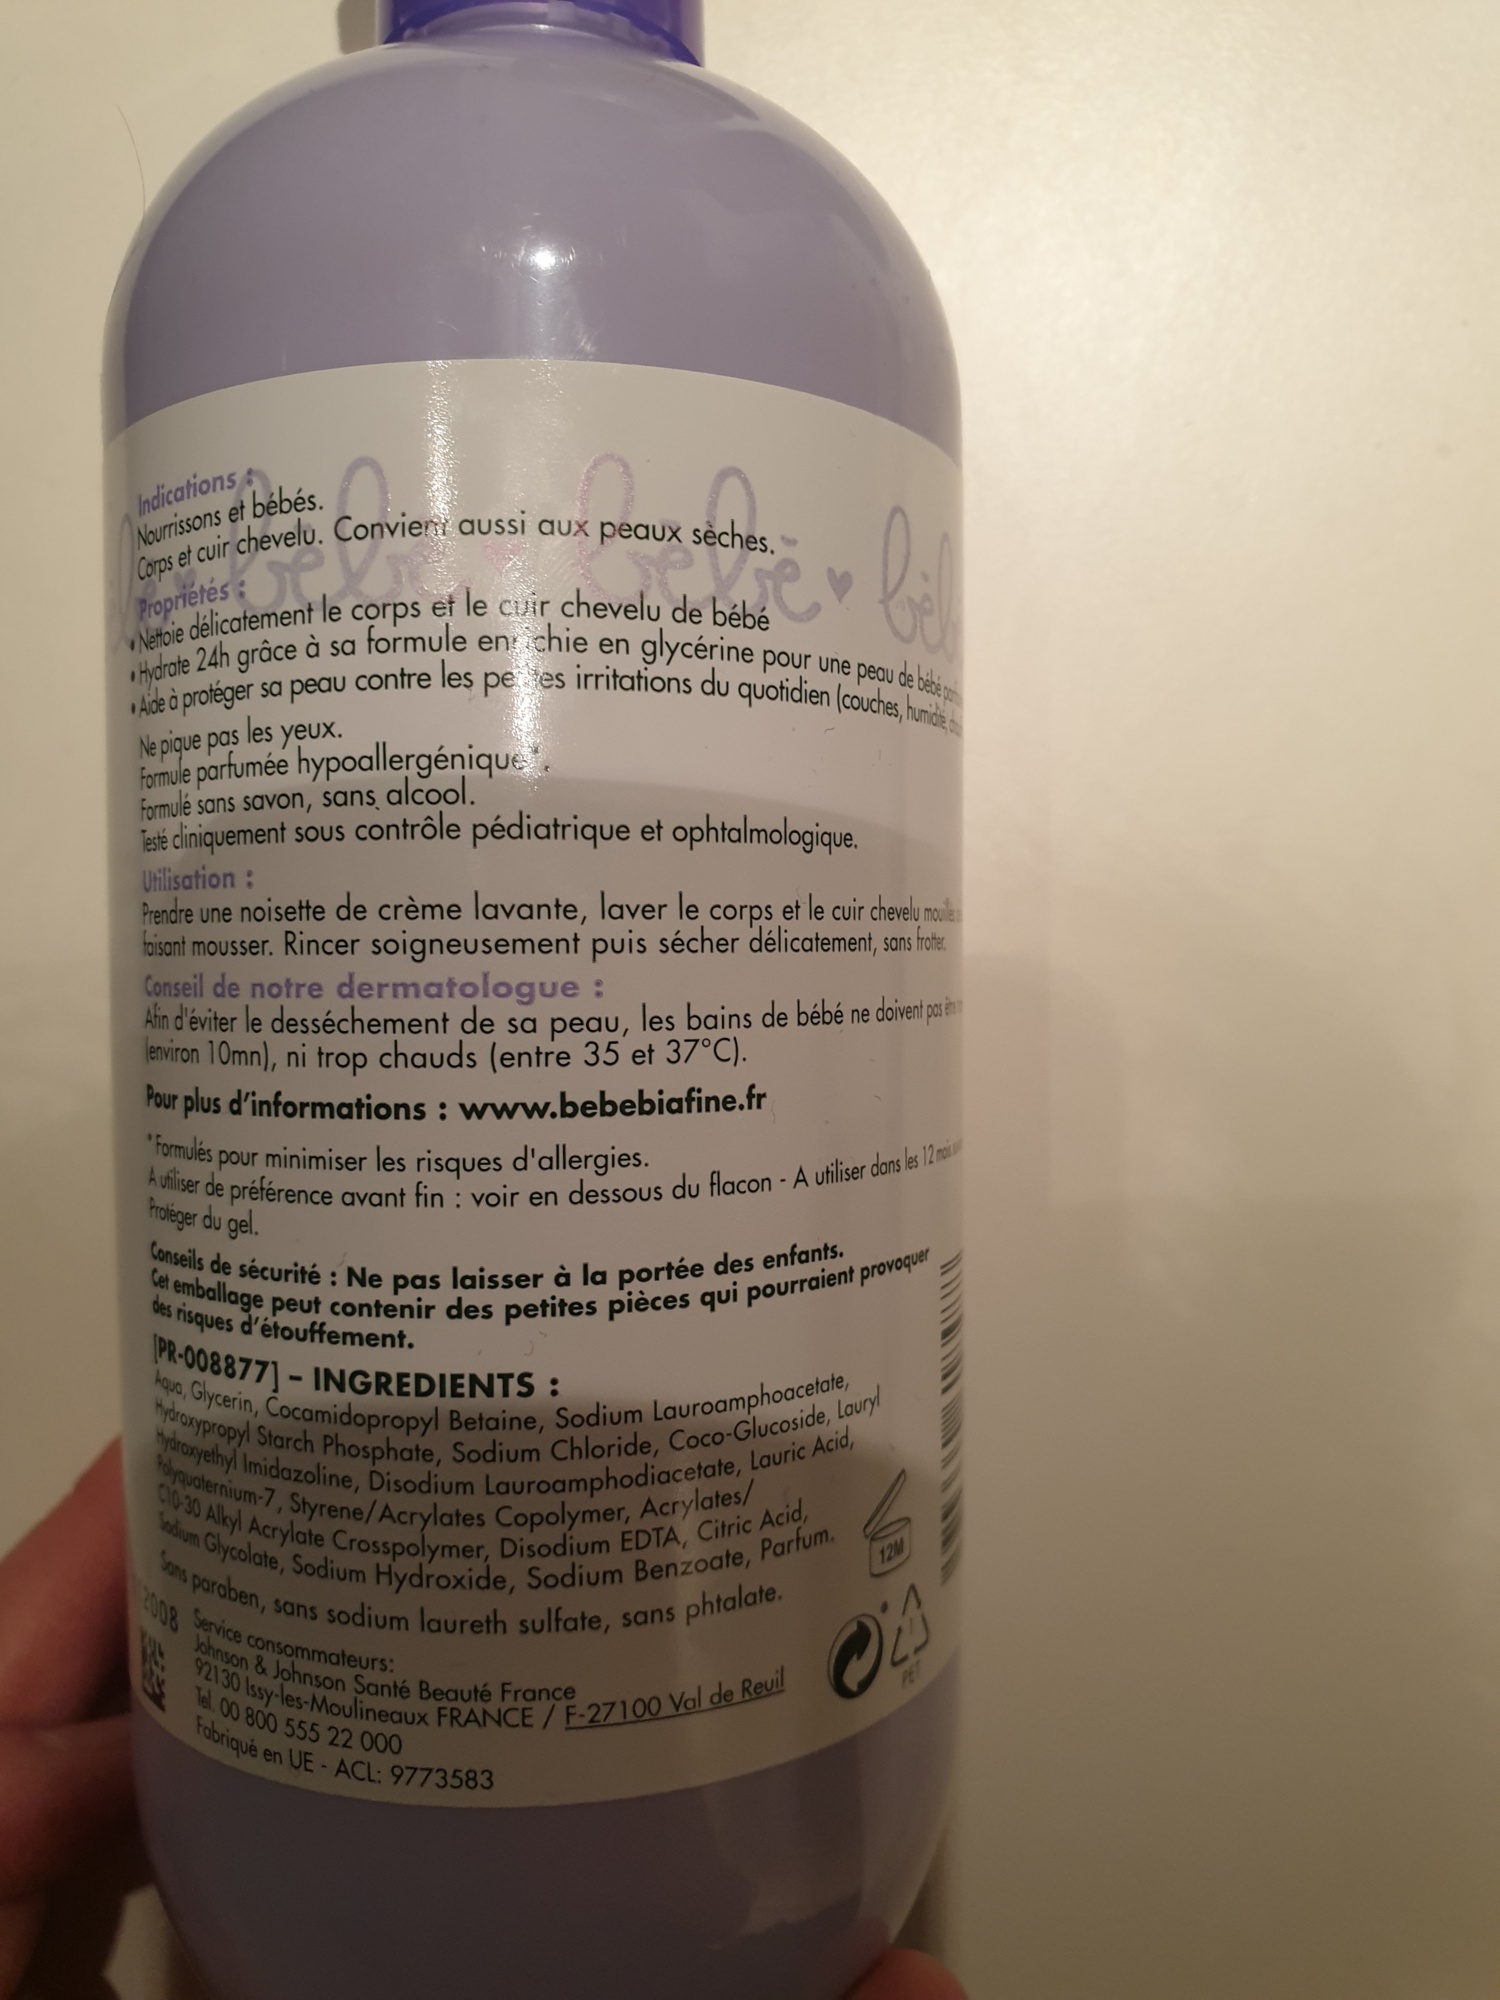 bébé bébé bébé
Indications :
Nourrissons et bébés.
Corps et cuir chevelu. Convient aussi aux peaux sèches.
Propriétés :
• Nettoie délicatement le corps et le cuir chevelu de bébé
• Hydrate 24h grâce à sa formule enrichie en glycérine pour une peau de bébé
• Aide à protéger sa peau contre les petites irritations du quotidien (couches, humidité,
Ne pique pas les yeux.
Formule parfumée hypoallergénique*.
Formulé sans savon, sans alcool.
Testé cliniquement sous contrôle pédiatrique et ophtalmologique.
Utilisation :
Prendre une noisette de crème lavante, laver le corps et le cuir chevelu mouillés
faisant mousser. Rincer soigneusement puis sécher délicatement, sans frotter.
Conseil de notre dermatologue :
Afin d'éviter le desséchement de sa peau, les bains de bébé ne doivent pas
(environ 10mn), ni trop chauds (entre 35 et 37°C).
Pour plus d'informations : www.bebebiafine.fr
*Formulés pour minimiser les risques d'allergies.
A utiliser de préférence avant fin : voir en dessous du flacon - A utiliser dans les 12 mois
Protéger du gel.
Conseils de sécurité : Ne pas laisser à la portée des enfants.
Cet emballage peut contenir des petites pièces qui pourraient provoquer
des risques d'étouffement.
[PR-008877] – INGREDIENTS :
Aqua, Glycerin, Cocamidopropyl Betaine, Sodium Lauroamphoacetate,
Hydroxypropyl Starch Phosphate, Sodium Chloride, Coco-Glucoside, Lauryl
Hydroxyethyl Imidazoline, Disodium Lauroamphodiacetate, Lauric Acid,
Polyquaternium-7, Styrene/Acrylates Copolymer, Acrylates/
C10-30 Alkyl Acrylate Crosspolymer, Disodium EDTA, Citric Acid,
Sodium Glycolate, Sodium Hydroxide, Sodium Benzoate, Parfum.
Sans paraben, sans sodium laureth sulfate, sans phtalate.
12M
2008
Service consommateurs:
Johnson & Johnson Santé Beauté France
92130 Issy-les-Moulineaux FRANCE / F-27100 Val de Reuil
Tel. 00 800 555 22 000
Fabriqué en UE - ACL: 9773583
PET